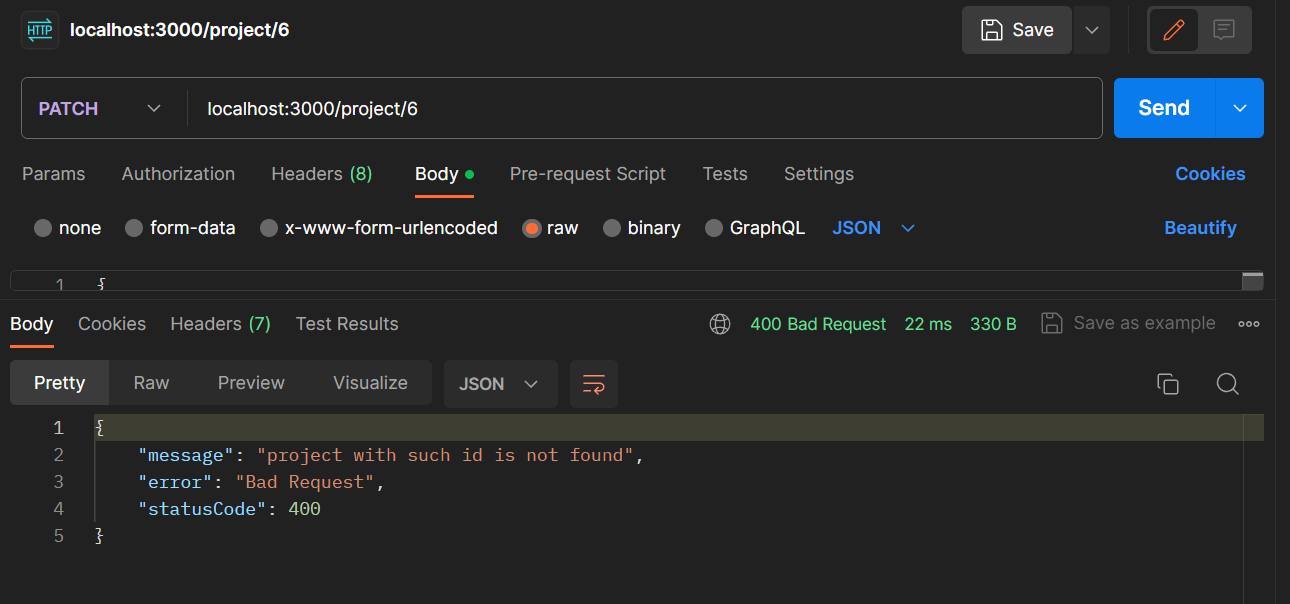 HTTP localhost:3000/project/6 Save
PATCH localhost:3000/project/6 Send
Params Authorization Headers (8) Body Pre-request Script Tests Settings Cookies
none form-data x-www-form-urlencoded raw binary GraphQL JSON Beautify
1 {
Body Cookies Headers (7) Test Results 400 Bad Request 22 ms 330 B Save as example
Pretty Raw Preview Visualize JSON
1 {
2 "message": "project with such id is not found",
3 "error": "Bad Request",
4 "statusCode": 400
5 }